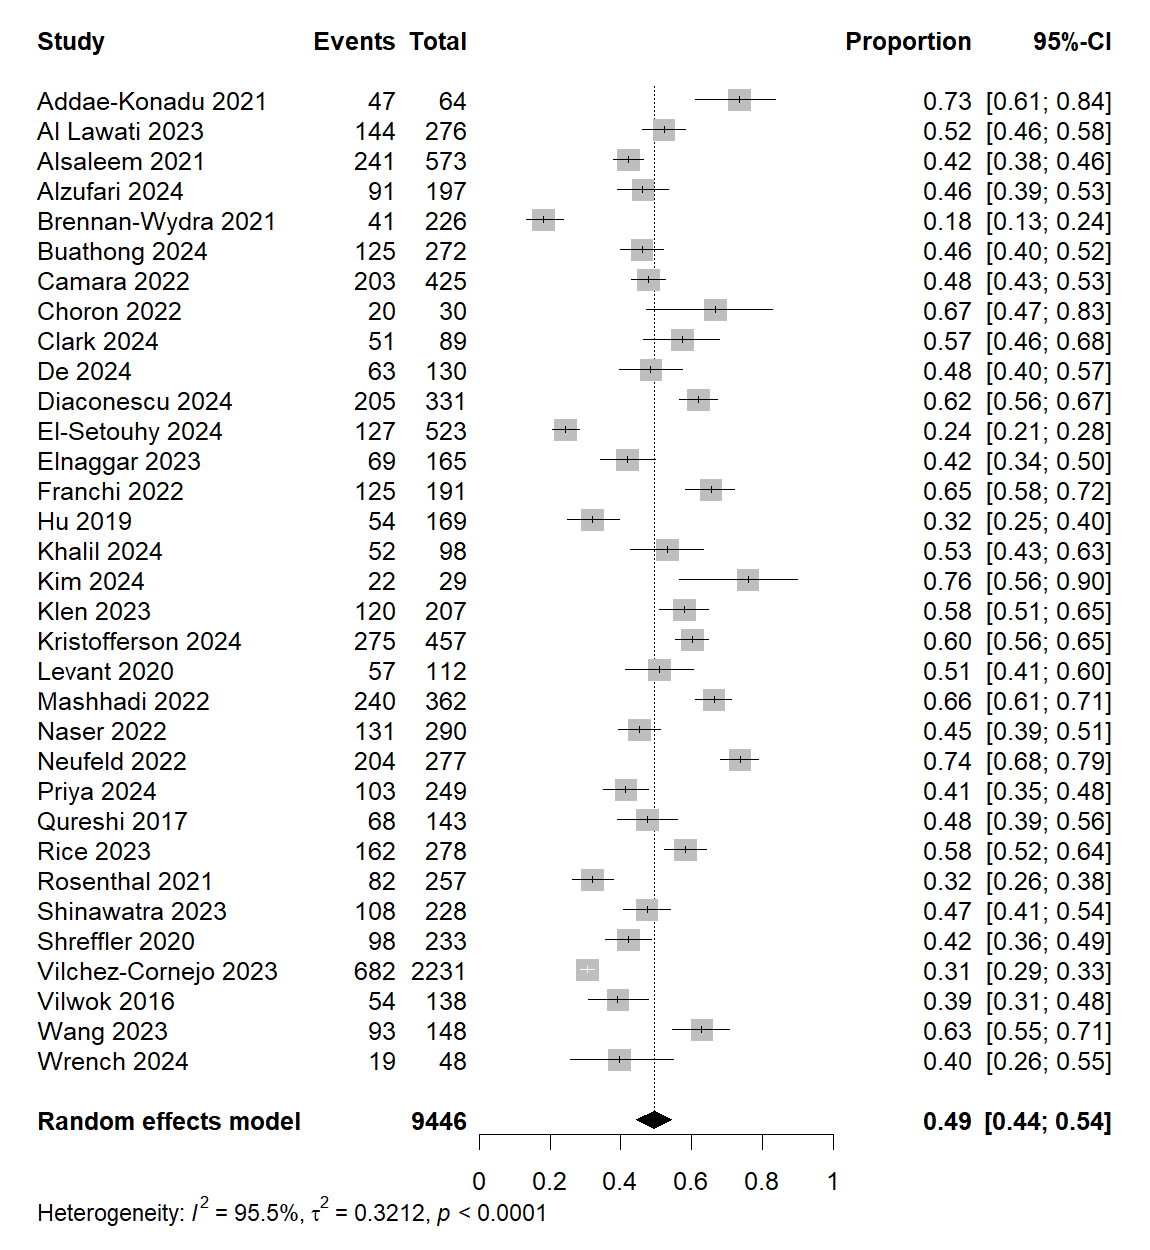 Study Events Total Proportion 95%-CI
Addae-Konadu 2021 47 64 0.73 [0.61; 0.84]
Al Lawati 2023 144 276 0.52 [0.46; 0.58]
Alsaleem 2021 241 573 0.42 [0.38; 0.46]
Alzufari 2024 91 197 0.46 [0.39; 0.53]
Brennan-Wydra 2021 41 226 0.18 [0.13; 0.24]
Buathong 2024 125 272 0.46 [0.40; 0.52]
Camara 2022 203 425 0.48 [0.43; 0.53]
Choron 2022 20 30 0.67 [0.47; 0.83]
Clark 2024 51 89 0.57 [0.46; 0.68]
De 2024 63 130 0.48 [0.40; 0.57]
Diaconescu 2024 205 331 0.62 [0.56; 0.67]
El-Setouhy 2024 127 523 0.24 [0.21; 0.28]
Elnaggar 2023 69 165 0.42 [0.34; 0.50]
Franchi 2022 125 191 0.65 [0.58; 0.72]
Hu 2019 54 169 0.32 [0.25; 0.40]
Khalil 2024 52 98 0.53 [0.43; 0.63]
Kim 2024 22 29 0.76 [0.56; 0.90]
Klen 2023 120 207 0.58 [0.51; 0.65]
Kristofferson 2024 275 457 0.60 [0.56; 0.65]
Levant 2020 57 112 0.51 [0.41; 0.60]
Mashhadi 2022 240 362 0.66 [0.61; 0.71]
Naser 2022 131 290 0.45 [0.39; 0.51]
Neufeld 2022 204 277 0.74 [0.68; 0.79]
Priya 2024 103 249 0.41 [0.35; 0.48]
Qureshi 2017 68 143 0.48 [0.39; 0.56]
Rice 2023 162 278 0.58 [0.52; 0.64]
Rosenthal 2021 82 257 0.32 [0.26; 0.38]
Shinawatra 2023 108 228 0.47 [0.41; 0.54]
Shreffler 2020 98 233 0.42 [0.36; 0.49]
Vilchez-Cornejo 2023 682 2231 0.31 [0.29; 0.33]
Vilwok 2016 54 138 0.39 [0.31; 0.48]
Wang 2023 93 148 0.63 [0.55; 0.71]
Wrench 2024 19 48 0.40 [0.26; 0.55]
Random effects model 9446 0.49 [0.44; 0.54]
0 0.2 0.4 0.6 0.8 1
Heterogeneity: I² = 95.5%, τ² = 0.3212, p < 0.0001